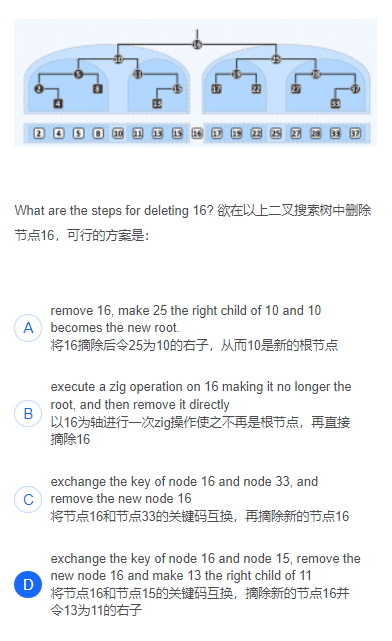 16
10 25
5 11 19 28
2 8 15 17 22 27 37
4 13 33
2 4 5 8 10 11 13 15 16 17 19 22 25 27 28 33 37
What are the steps for deleting 16? 欲在以上二叉搜索树中删除
节点16，可行的方案是：
A
remove 16, make 25 the right child of 10 and 10
becomes the new root.
将16摘除后令25为10的右子，从而10是新的根节点
B
execute a zig operation on 16 making it no longer the
root, and then remove it directly
以16为轴进行一次zig操作使之不再是根节点，再直接
摘除16
C
exchange the key of node 16 and node 33, and
remove the new node 16
将节点16和节点33的关键码互换，再摘除新的节点16
D
exchange the key of node 16 and node 15, remove the
new node 16 and make 13 the right child of 11
将节点16和节点15的关键码互换，摘除新的节点16并
令13为11的右子